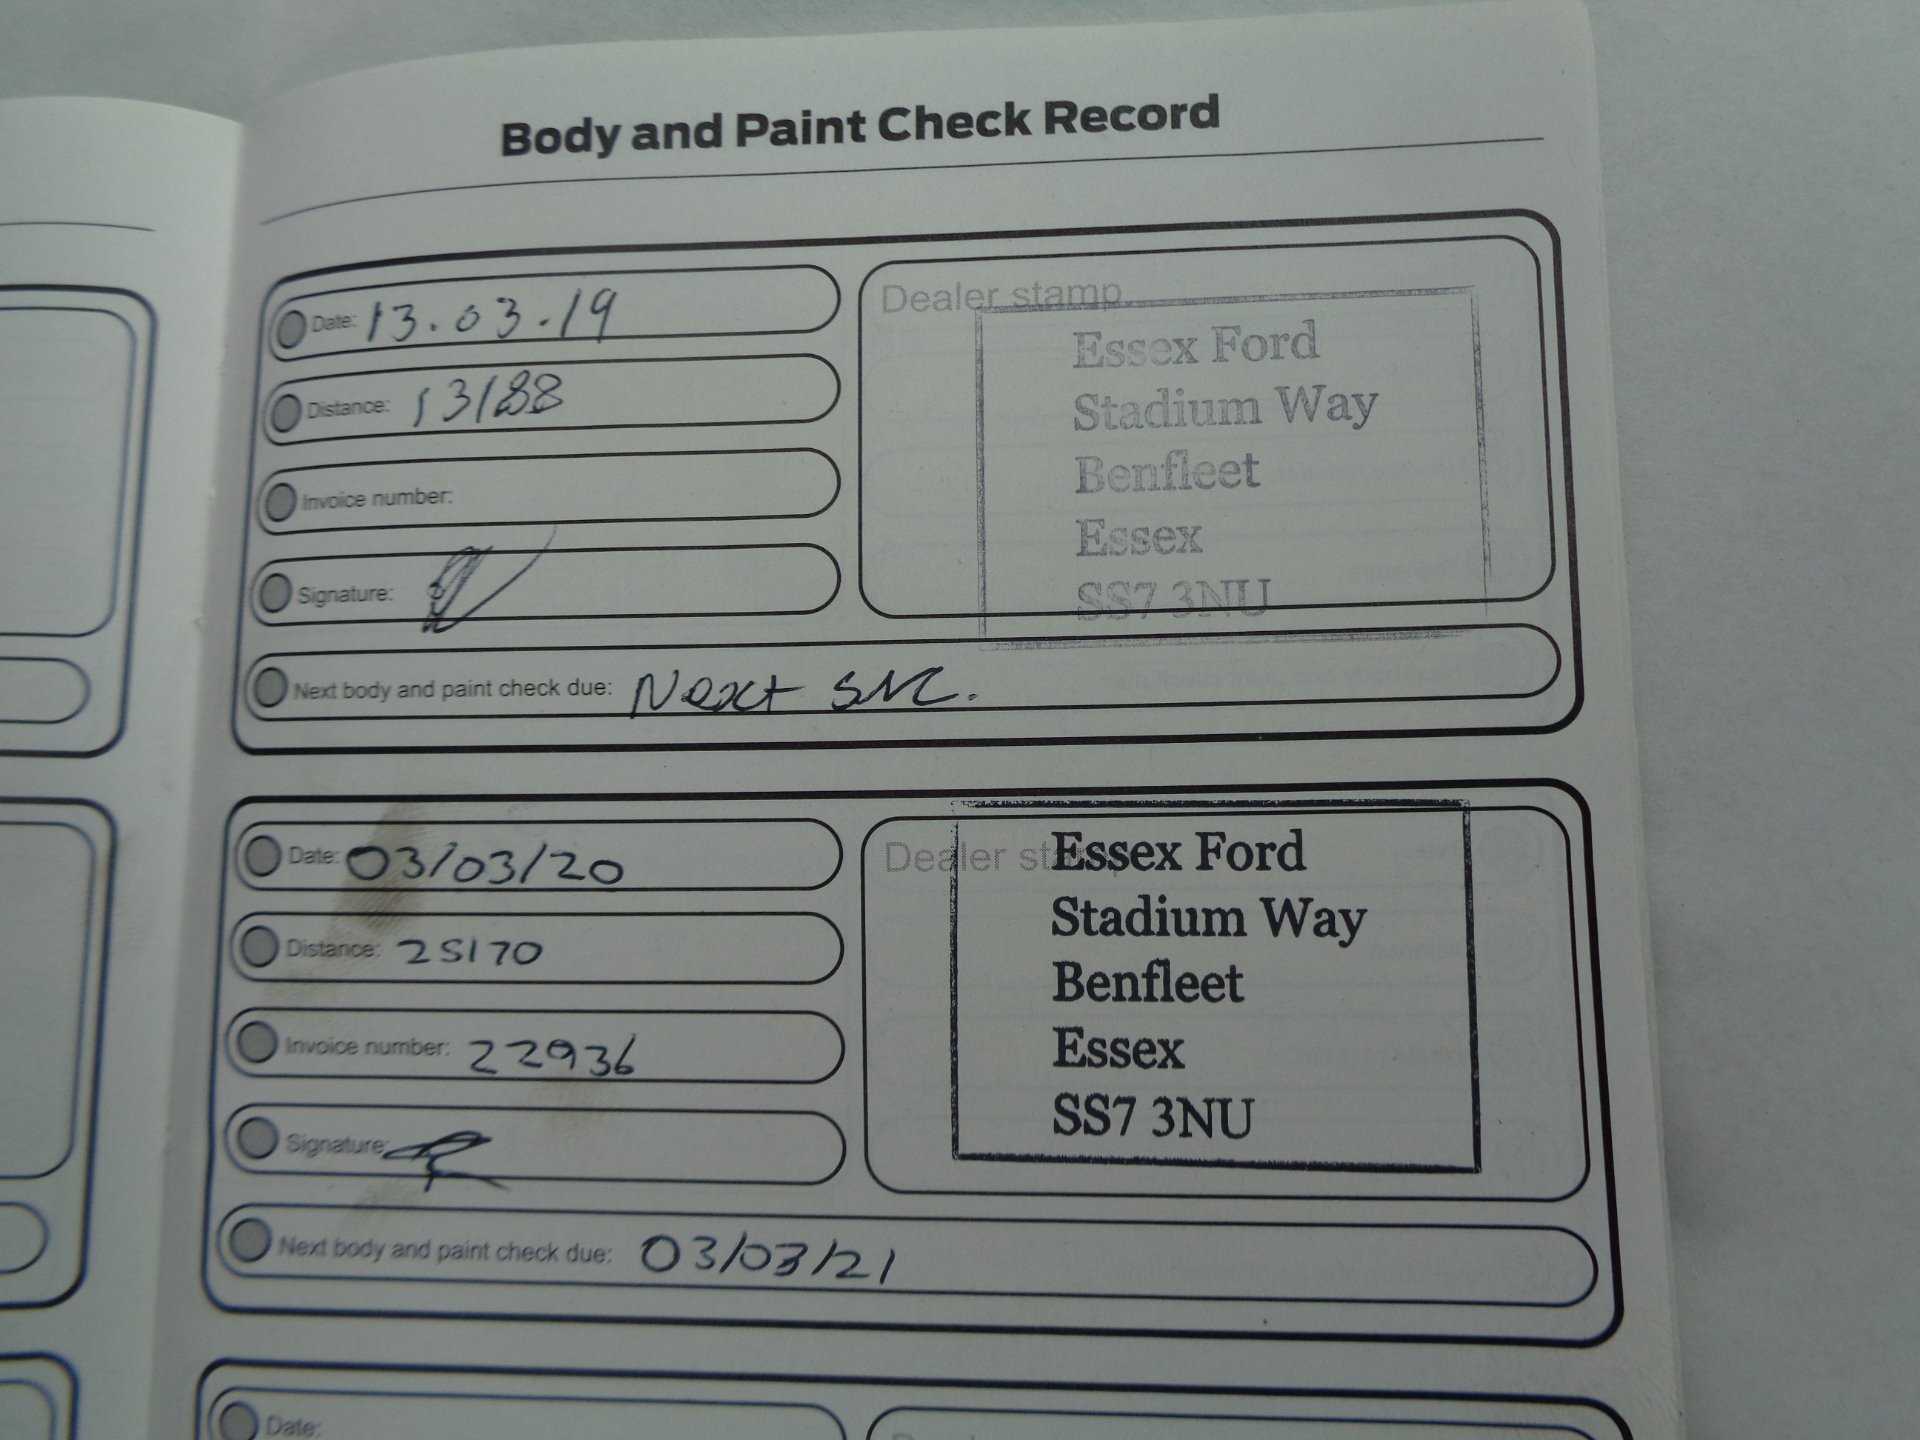 Body and Paint Check Record
Date: 13.03.19
Distance: 13188
Invoice number:
Signature:
Dealer stamp
Essex Ford
Stadium Way
Benfleet
Essex
SS7 3NU
Next body and paint check due: Next SVC.
Date: 03/03/20
Distance: 25170
Invoice number: 22936
Signature:
Dealer stamp
Essex Ford
Stadium Way
Benfleet
Essex
SS7 3NU
Next body and paint check due: 03/03/21
Date: